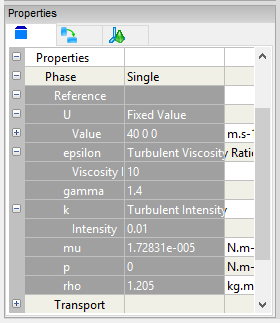 Properties
Properties
Phase Single
Reference
U Fixed Value
Value 40 0 0 m.s-1
epsilon Turbulent Viscosity Ratio
Viscosity 10
gamma 1.4
k Turbulent Intensity
Intensity 0.01
mu 1.72831e-005 N.m-
p 0 N.m-
rho 1.205 kg.m
Transport